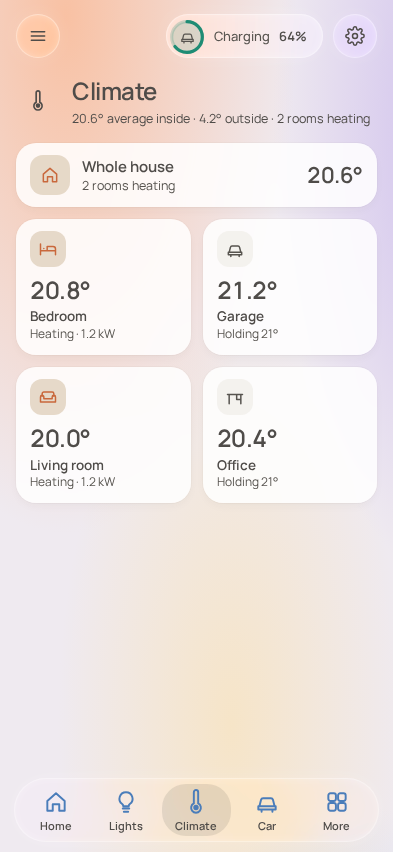 Charging 64%
Climate
20.6° average inside · 4.2° outside · 2 rooms heating
Whole house
2 rooms heating
20.6°
20.8°
Bedroom
Heating · 1.2 kW
21.2°
Garage
Holding 21°
20.0°
Living room
Heating · 1.2 kW
20.4°
Office
Holding 21°
Home
Lights
Climate
Car
More